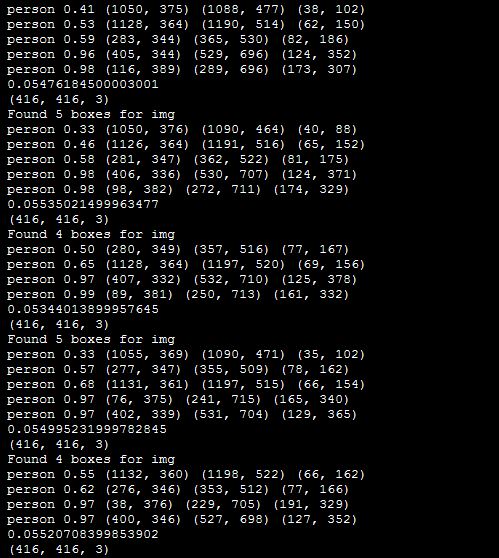 person 0.41 (1050, 375) (1088, 477) (38, 102)
person 0.53 (1128, 364) (1190, 514) (62, 150)
person 0.59 (283, 344) (365, 530) (82, 186)
person 0.96 (405, 344) (529, 696) (124, 352)
person 0.98 (116, 389) (289, 696) (173, 307)
0.05476184500003001
(416, 416, 3)
Found 5 boxes for img
person 0.33 (1050, 376) (1090, 464) (40, 88)
person 0.46 (1126, 364) (1191, 516) (65, 152)
person 0.58 (281, 347) (362, 522) (81, 175)
person 0.98 (406, 336) (530, 707) (124, 371)
person 0.98 (98, 382) (272, 711) (174, 329)
0.05535021499963477
(416, 416, 3)
Found 4 boxes for img
person 0.50 (280, 349) (357, 516) (77, 167)
person 0.65 (1128, 364) (1197, 520) (69, 156)
person 0.97 (407, 332) (532, 710) (125, 378)
person 0.99 (89, 381) (250, 713) (161, 332)
0.05344013899957645
(416, 416, 3)
Found 5 boxes for img
person 0.33 (1055, 369) (1090, 471) (35, 102)
person 0.57 (277, 347) (355, 509) (78, 162)
person 0.68 (1131, 361) (1197, 515) (66, 154)
person 0.97 (76, 375) (241, 715) (165, 340)
person 0.97 (402, 339) (531, 704) (129, 365)
0.054995231999782845
(416, 416, 3)
Found 4 boxes for img
person 0.55 (1132, 360) (1198, 522) (66, 162)
person 0.62 (276, 346) (353, 512) (77, 166)
person 0.97 (38, 376) (229, 705) (191, 329)
person 0.97 (400, 346) (527, 698) (127, 352)
0.05520708399853902
(416, 416, 3)